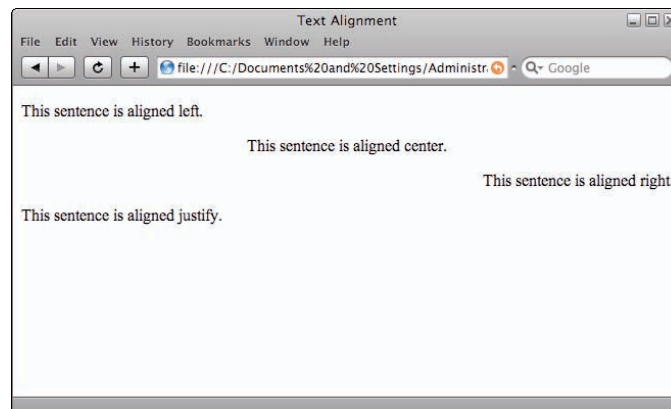 Text Alignment
File Edit View History Bookmarks Window Help
file:///C:/Documents%20and%20Settings/Administr Google
This sentence is aligned left.
This sentence is aligned center.
This sentence is aligned right
This sentence is aligned justify.